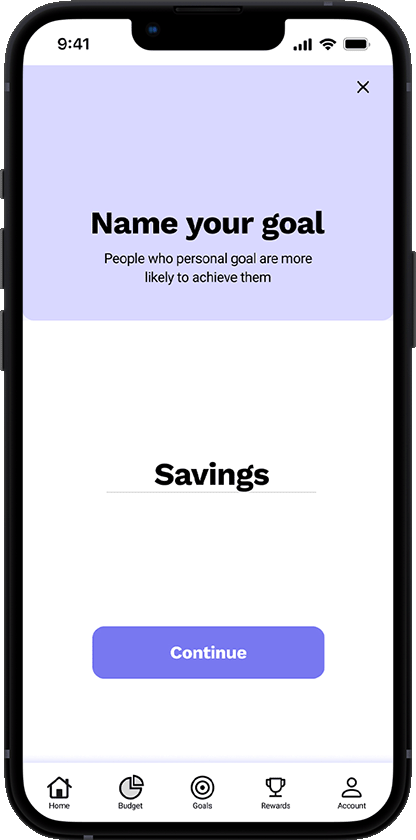 9:41
Name your goal
People who personal goal are more
likely to achieve them
Savings
Continue
Home Budget Goals Rewards Account